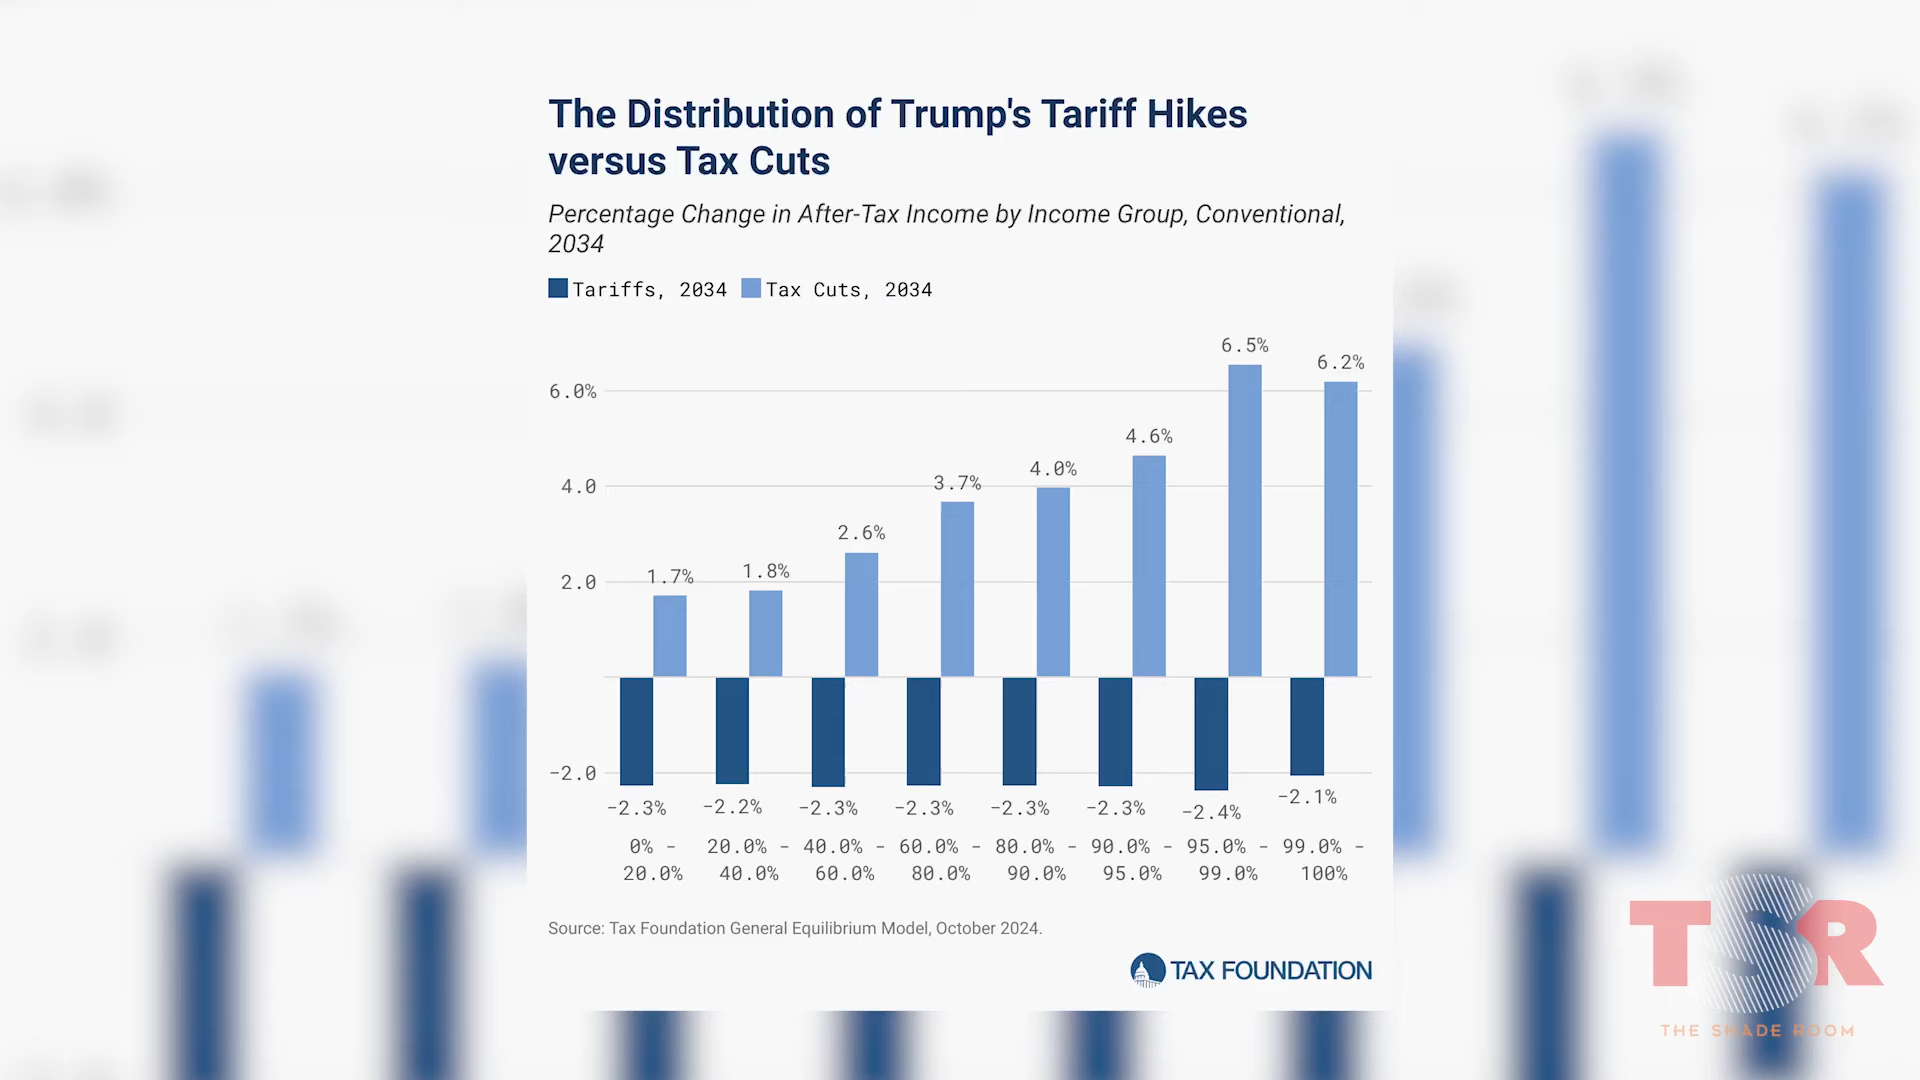 The Distribution of Trump's Tariff Hikes
versus Tax Cuts
Percentage Change in After-Tax Income by Income Group, Conventional,
2034
Tariffs, 2034 Tax Cuts, 2034
6.0%
4.0
2.0
-2.0
1.7% 1.8% 2.6% 3.7% 4.0% 4.6% 6.5% 6.2%
-2.3% -2.2% -2.3% -2.3% -2.3% -2.3% -2.4% -2.1%
0% - 20.0% - 40.0% - 60.0% - 80.0% - 90.0% - 95.0% - 99.0% -
20.0% 40.0% 60.0% 80.0% 90.0% 95.0% 99.0% 100%
Source: Tax Foundation General Equilibrium Model, October 2024.
TAX FOUNDATION
TSR
THE SHADE ROOM